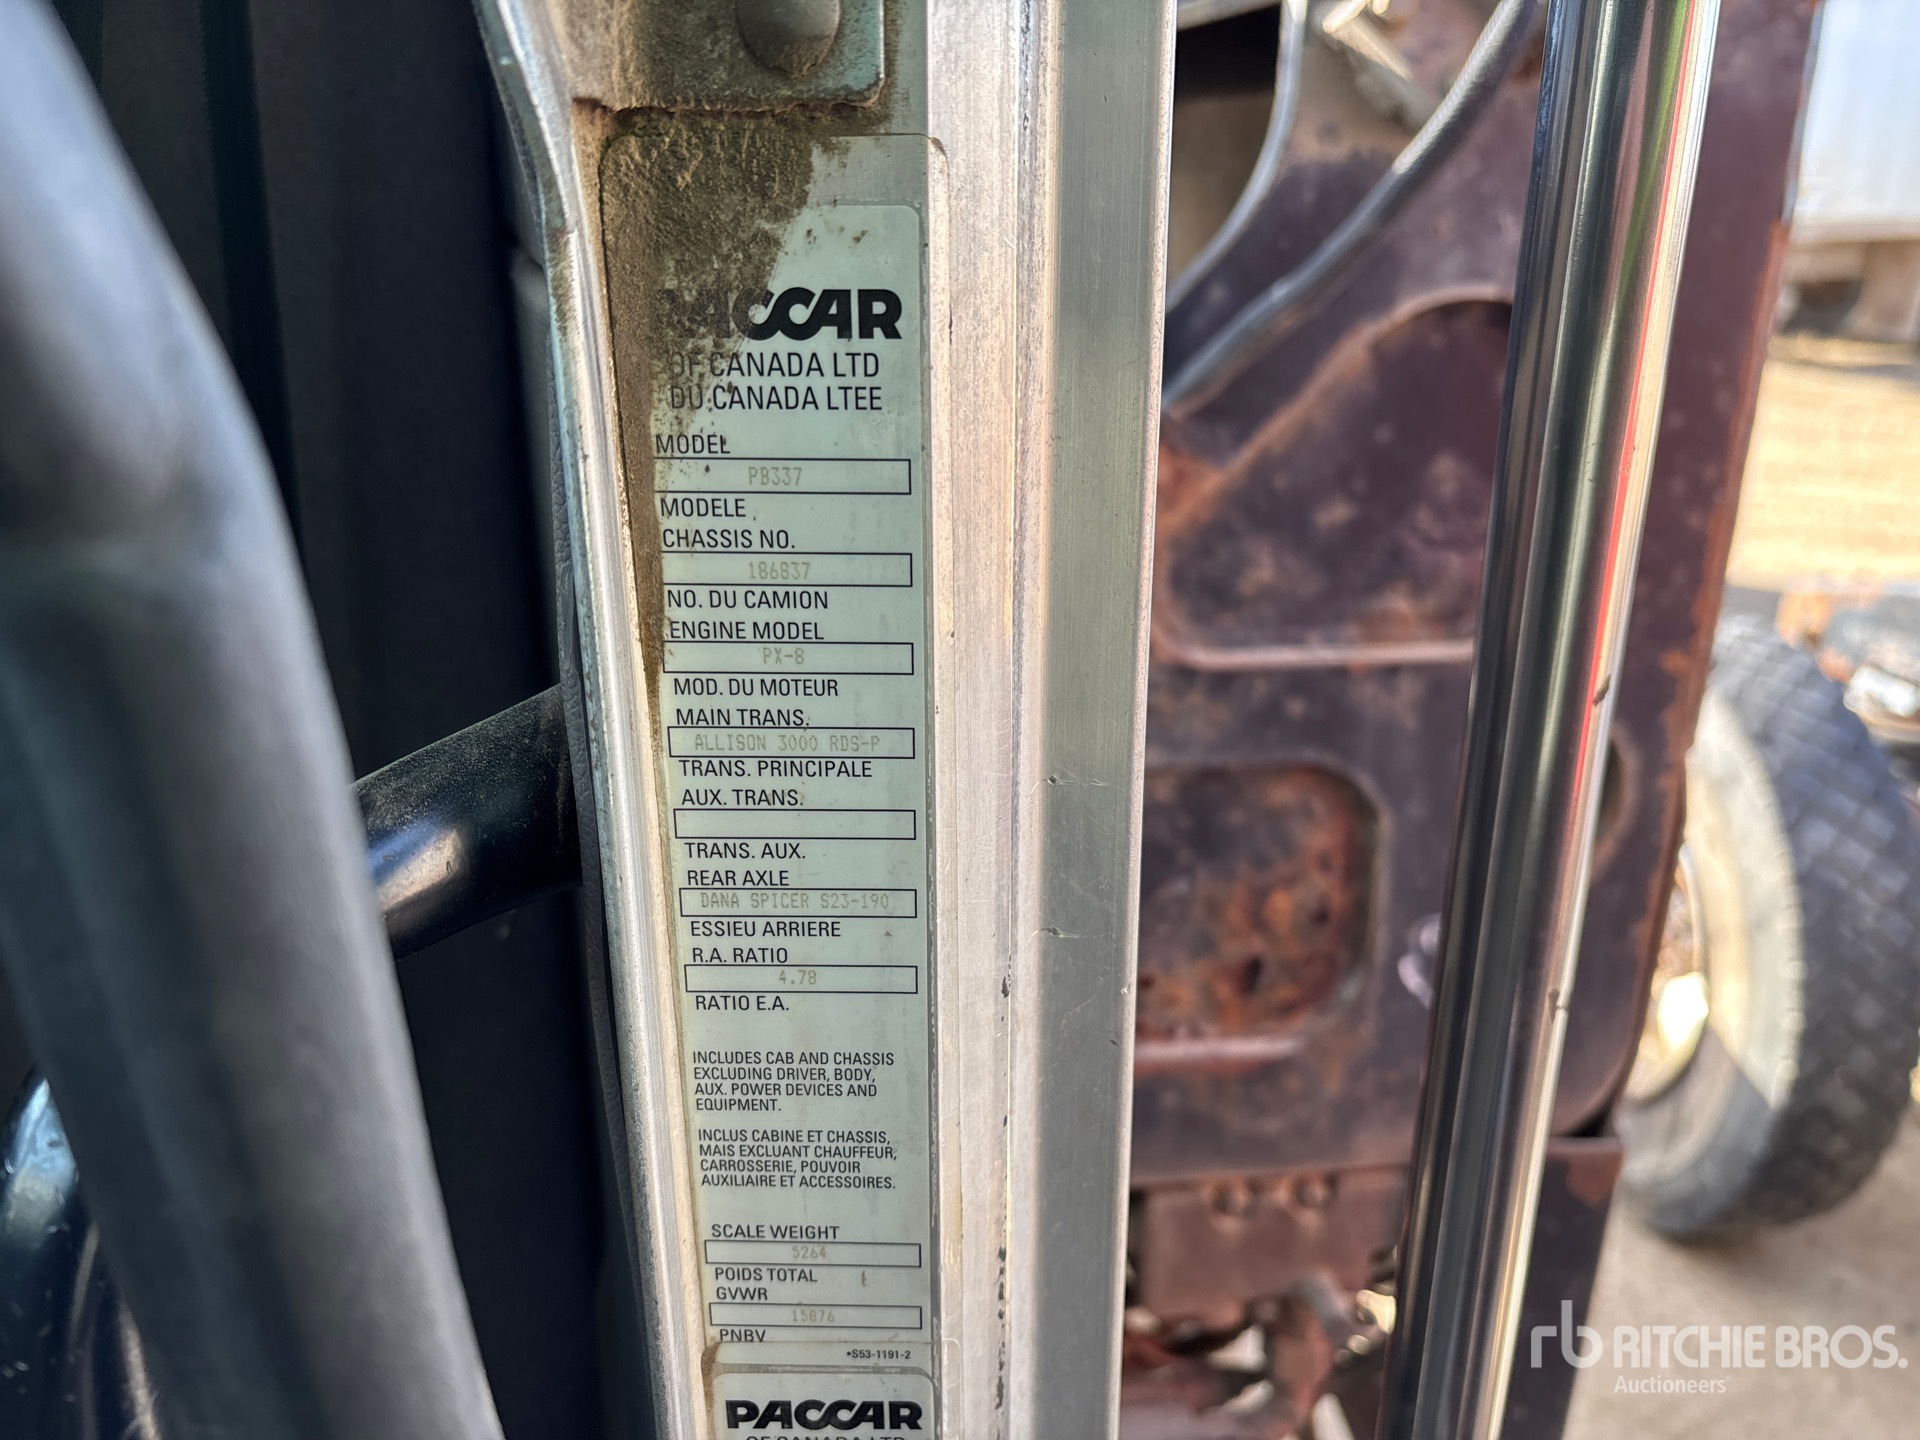 PACCAR
OF CANADA LTD
DU CANADA LTEE
MODEL
PB337
MODELE
CHASSIS NO.
186837
NO. DU CAMION
ENGINE MODEL
PX-8
MOD. DU MOTEUR
MAIN TRANS.
ALLISON 3000 RDS-P
TRANS. PRINCIPALE
AUX. TRANS.
TRANS. AUX.
REAR AXLE
DANA SPICER S23-190
ESSIEU ARRIERE
R.A. RATIO
4.78
RATIO E.A.
INCLUDES CAB AND CHASSIS
EXCLUDING DRIVER, BODY,
AUX. POWER DEVICES AND
EQUIPMENT.
INCLUS CABINE ET CHASSIS,
MAIS EXCLUANT CHAUFFEUR,
CARROSSERIE, POUVOIR
AUXILIAIRE ET ACCESSOIRES.
SCALE WEIGHT
5264
POIDS TOTAL
GVWR
15876
PNBV
•S53-1191-2
PACCAR
OF CANADA LTD
rb RITCHIE BROS.
Auctioneers